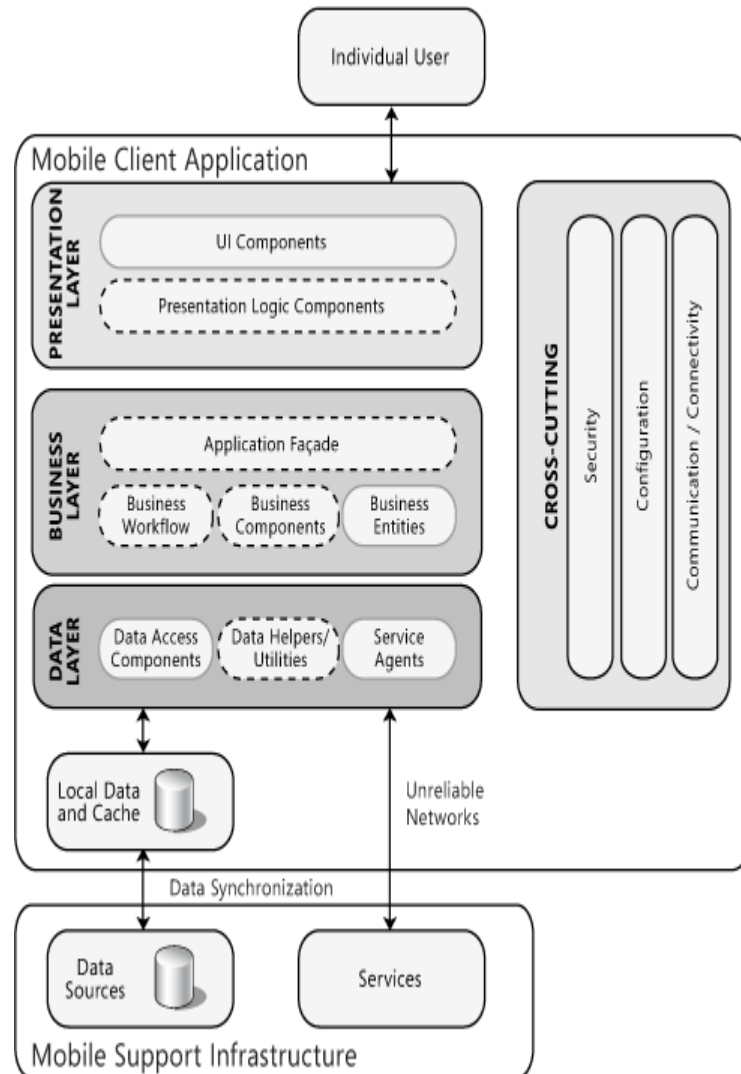 Individual User
Mobile Client Application
PRESENTATION
LAYER
UI Components
Presentation Logic Components
BUSINESS
LAYER
Application Façade
Business
Workflow
Business
Components
Business
Entities
DATA
LAYER
Data Access
Components
Data Helpers/
Utilities
Service
Agents
CROSS-CUTTING
Security
Configuration
Communication / Connectivity
Local Data
and Cache
Unreliable
Networks
Data Synchronization
Data
Sources
Services
Mobile Support Infrastructure